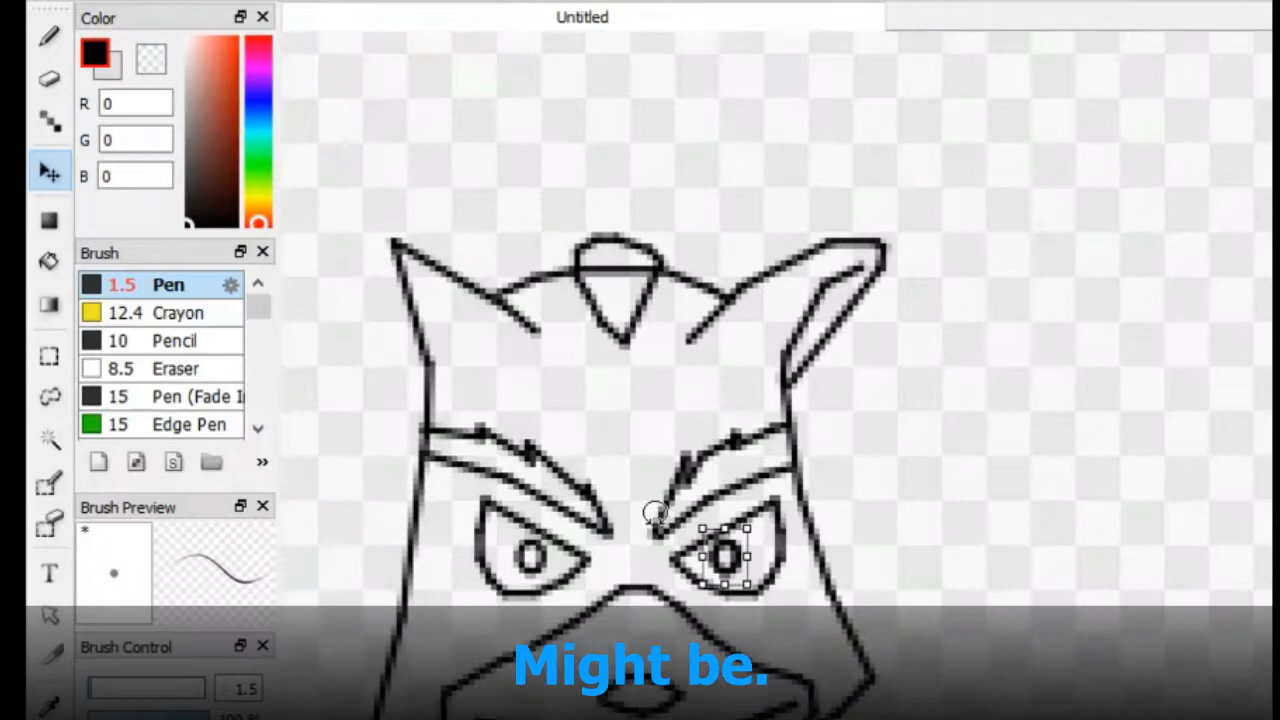 Color
Untitled
R 0
G 0
B 0
Brush
1.5 Pen
12.4 Crayon
10 Pencil
8.5 Eraser
15 Pen (Fade I
15 Edge Pen
»
Brush Preview
*
T
Brush Control
1.5
Might be.